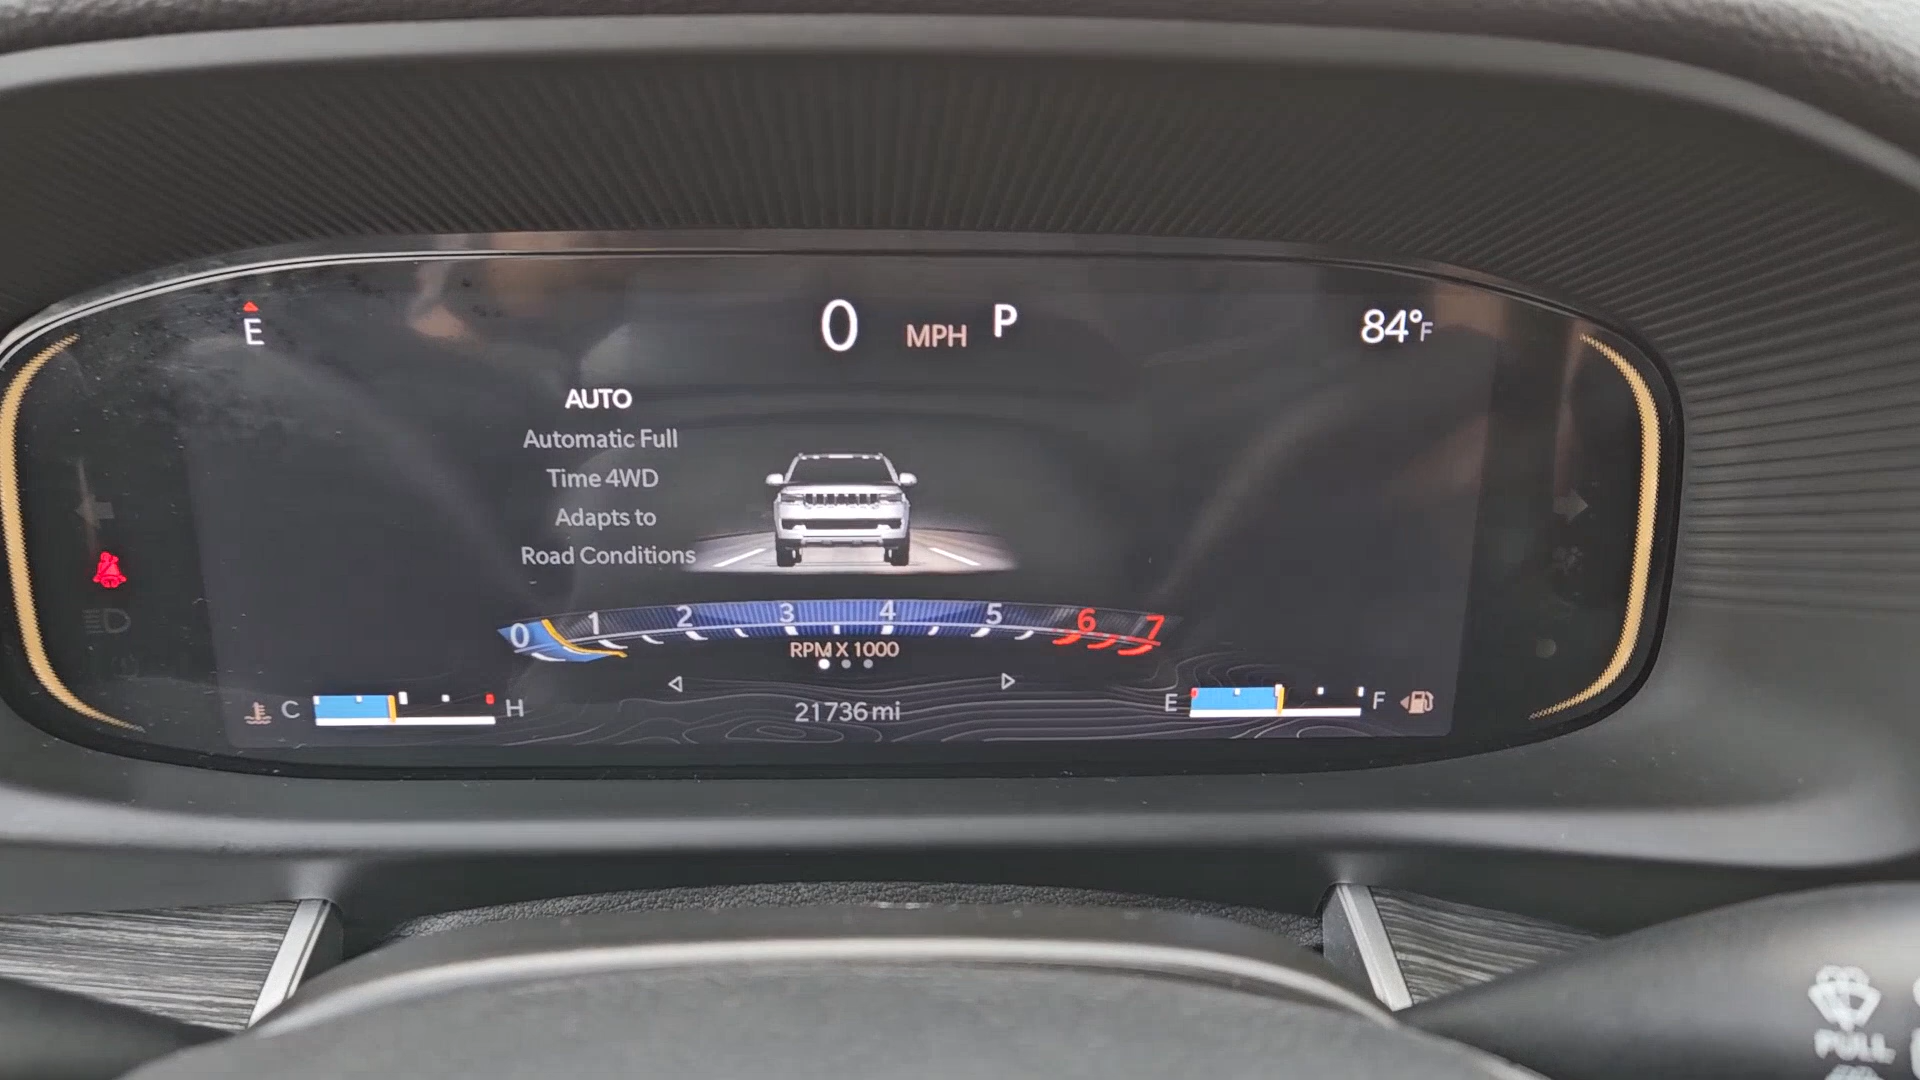 E
0 MPH P
84°F
AUTO
Automatic Full
Time 4WD
Adapts to
Road Conditions
0 1 2 3 4 5 6 7
RPM X 1000
C H
21736 mi
E F
PULL